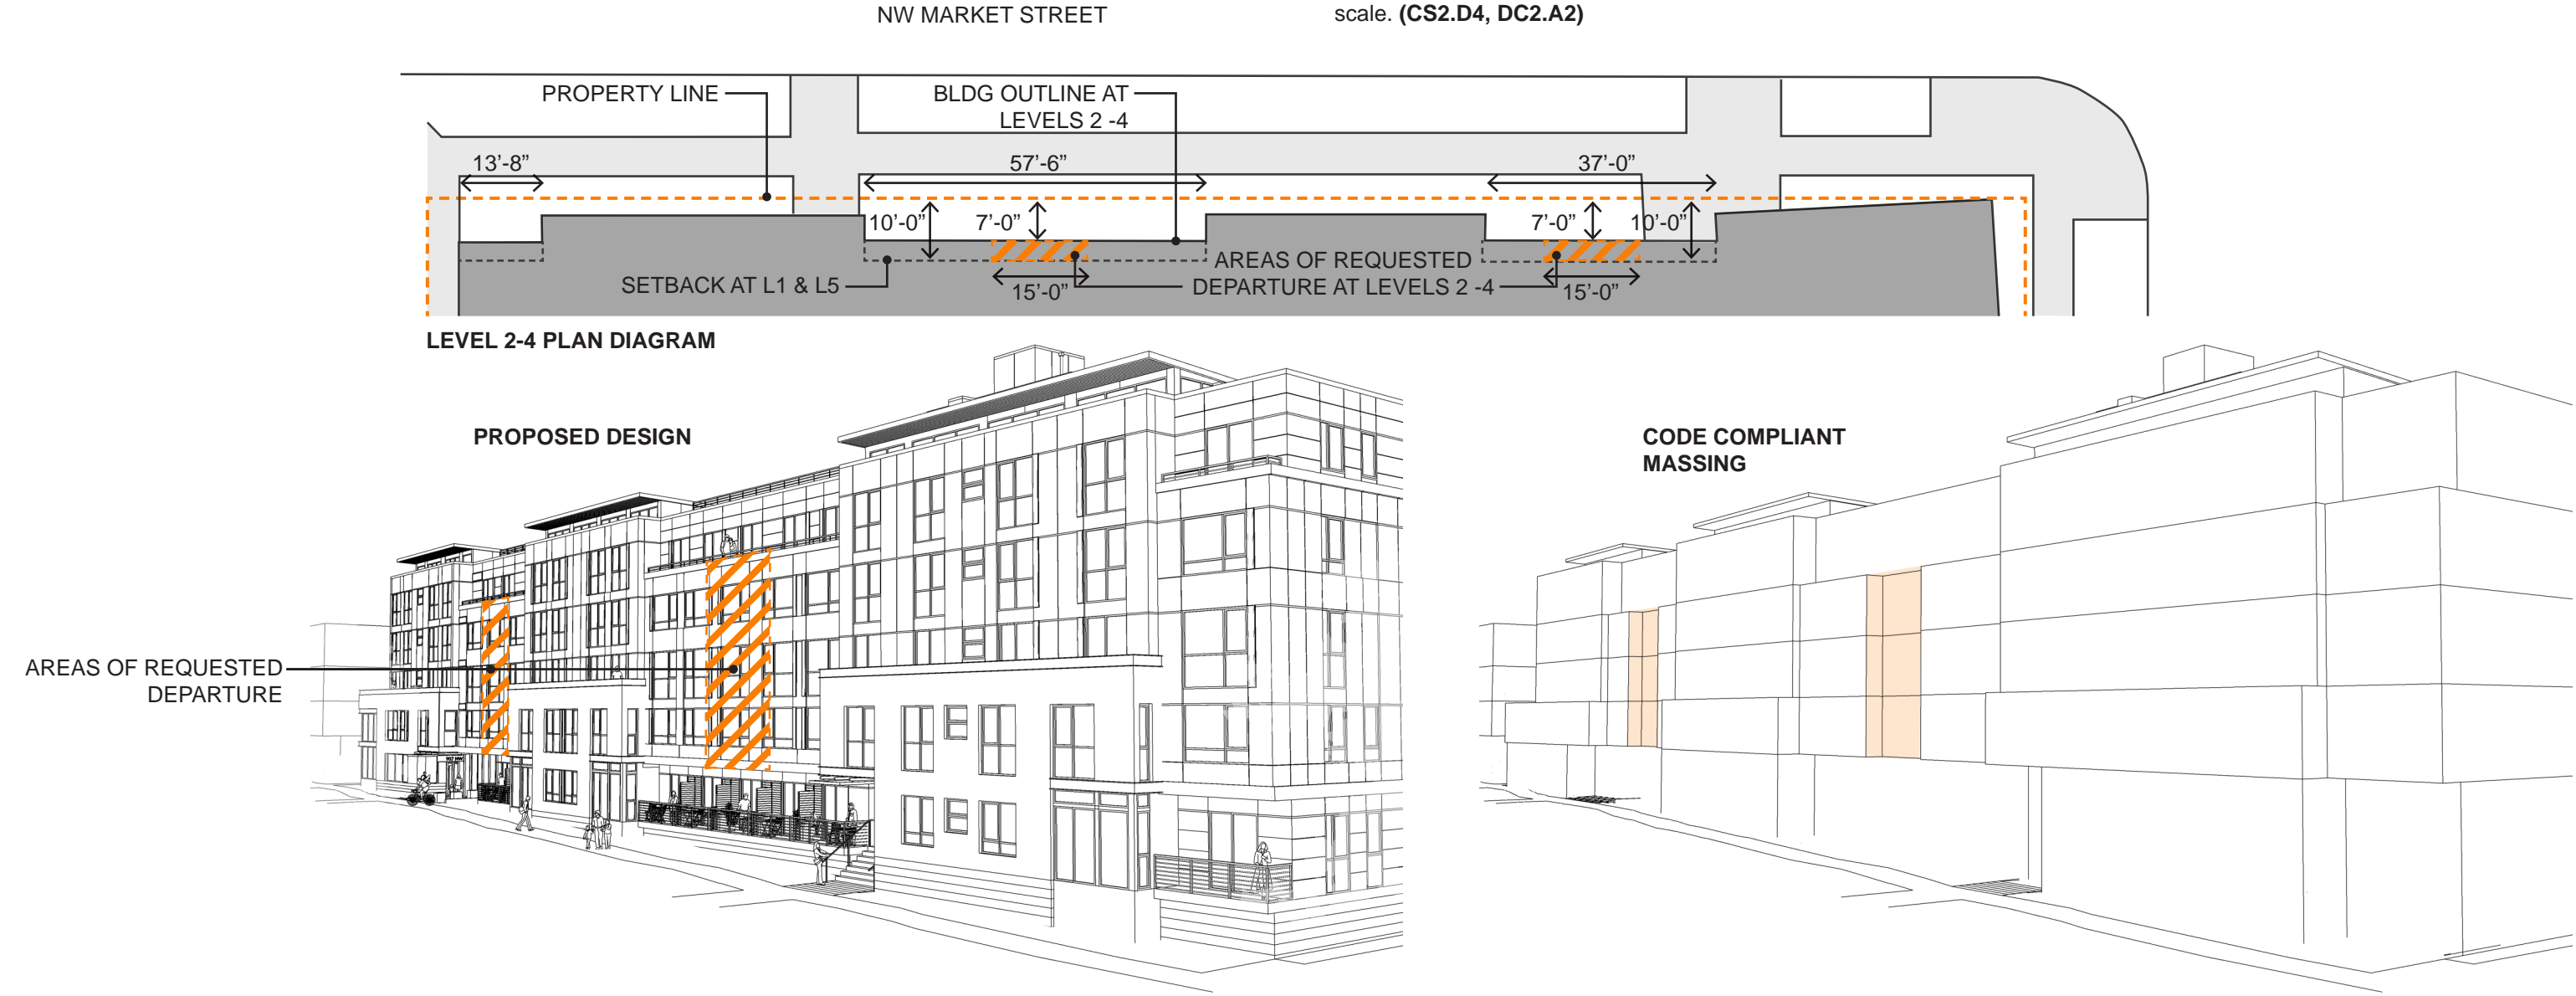 NW MARKET STREET
scale. (CS2.D4, DC2.A2)
PROPERTY LINE
BLDG OUTLINE AT
LEVELS 2 -4
13’-8”
57’-6”
37’-0”
10’-0”
7’-0”
7’-0”
10’-0”
SETBACK AT L1 & L5
15’-0”
AREAS OF REQUESTED
DEPARTURE AT LEVELS 2 -4
15’-0”
LEVEL 2-4 PLAN DIAGRAM
PROPOSED DESIGN
CODE COMPLIANT
MASSING
AREAS OF REQUESTED
DEPARTURE